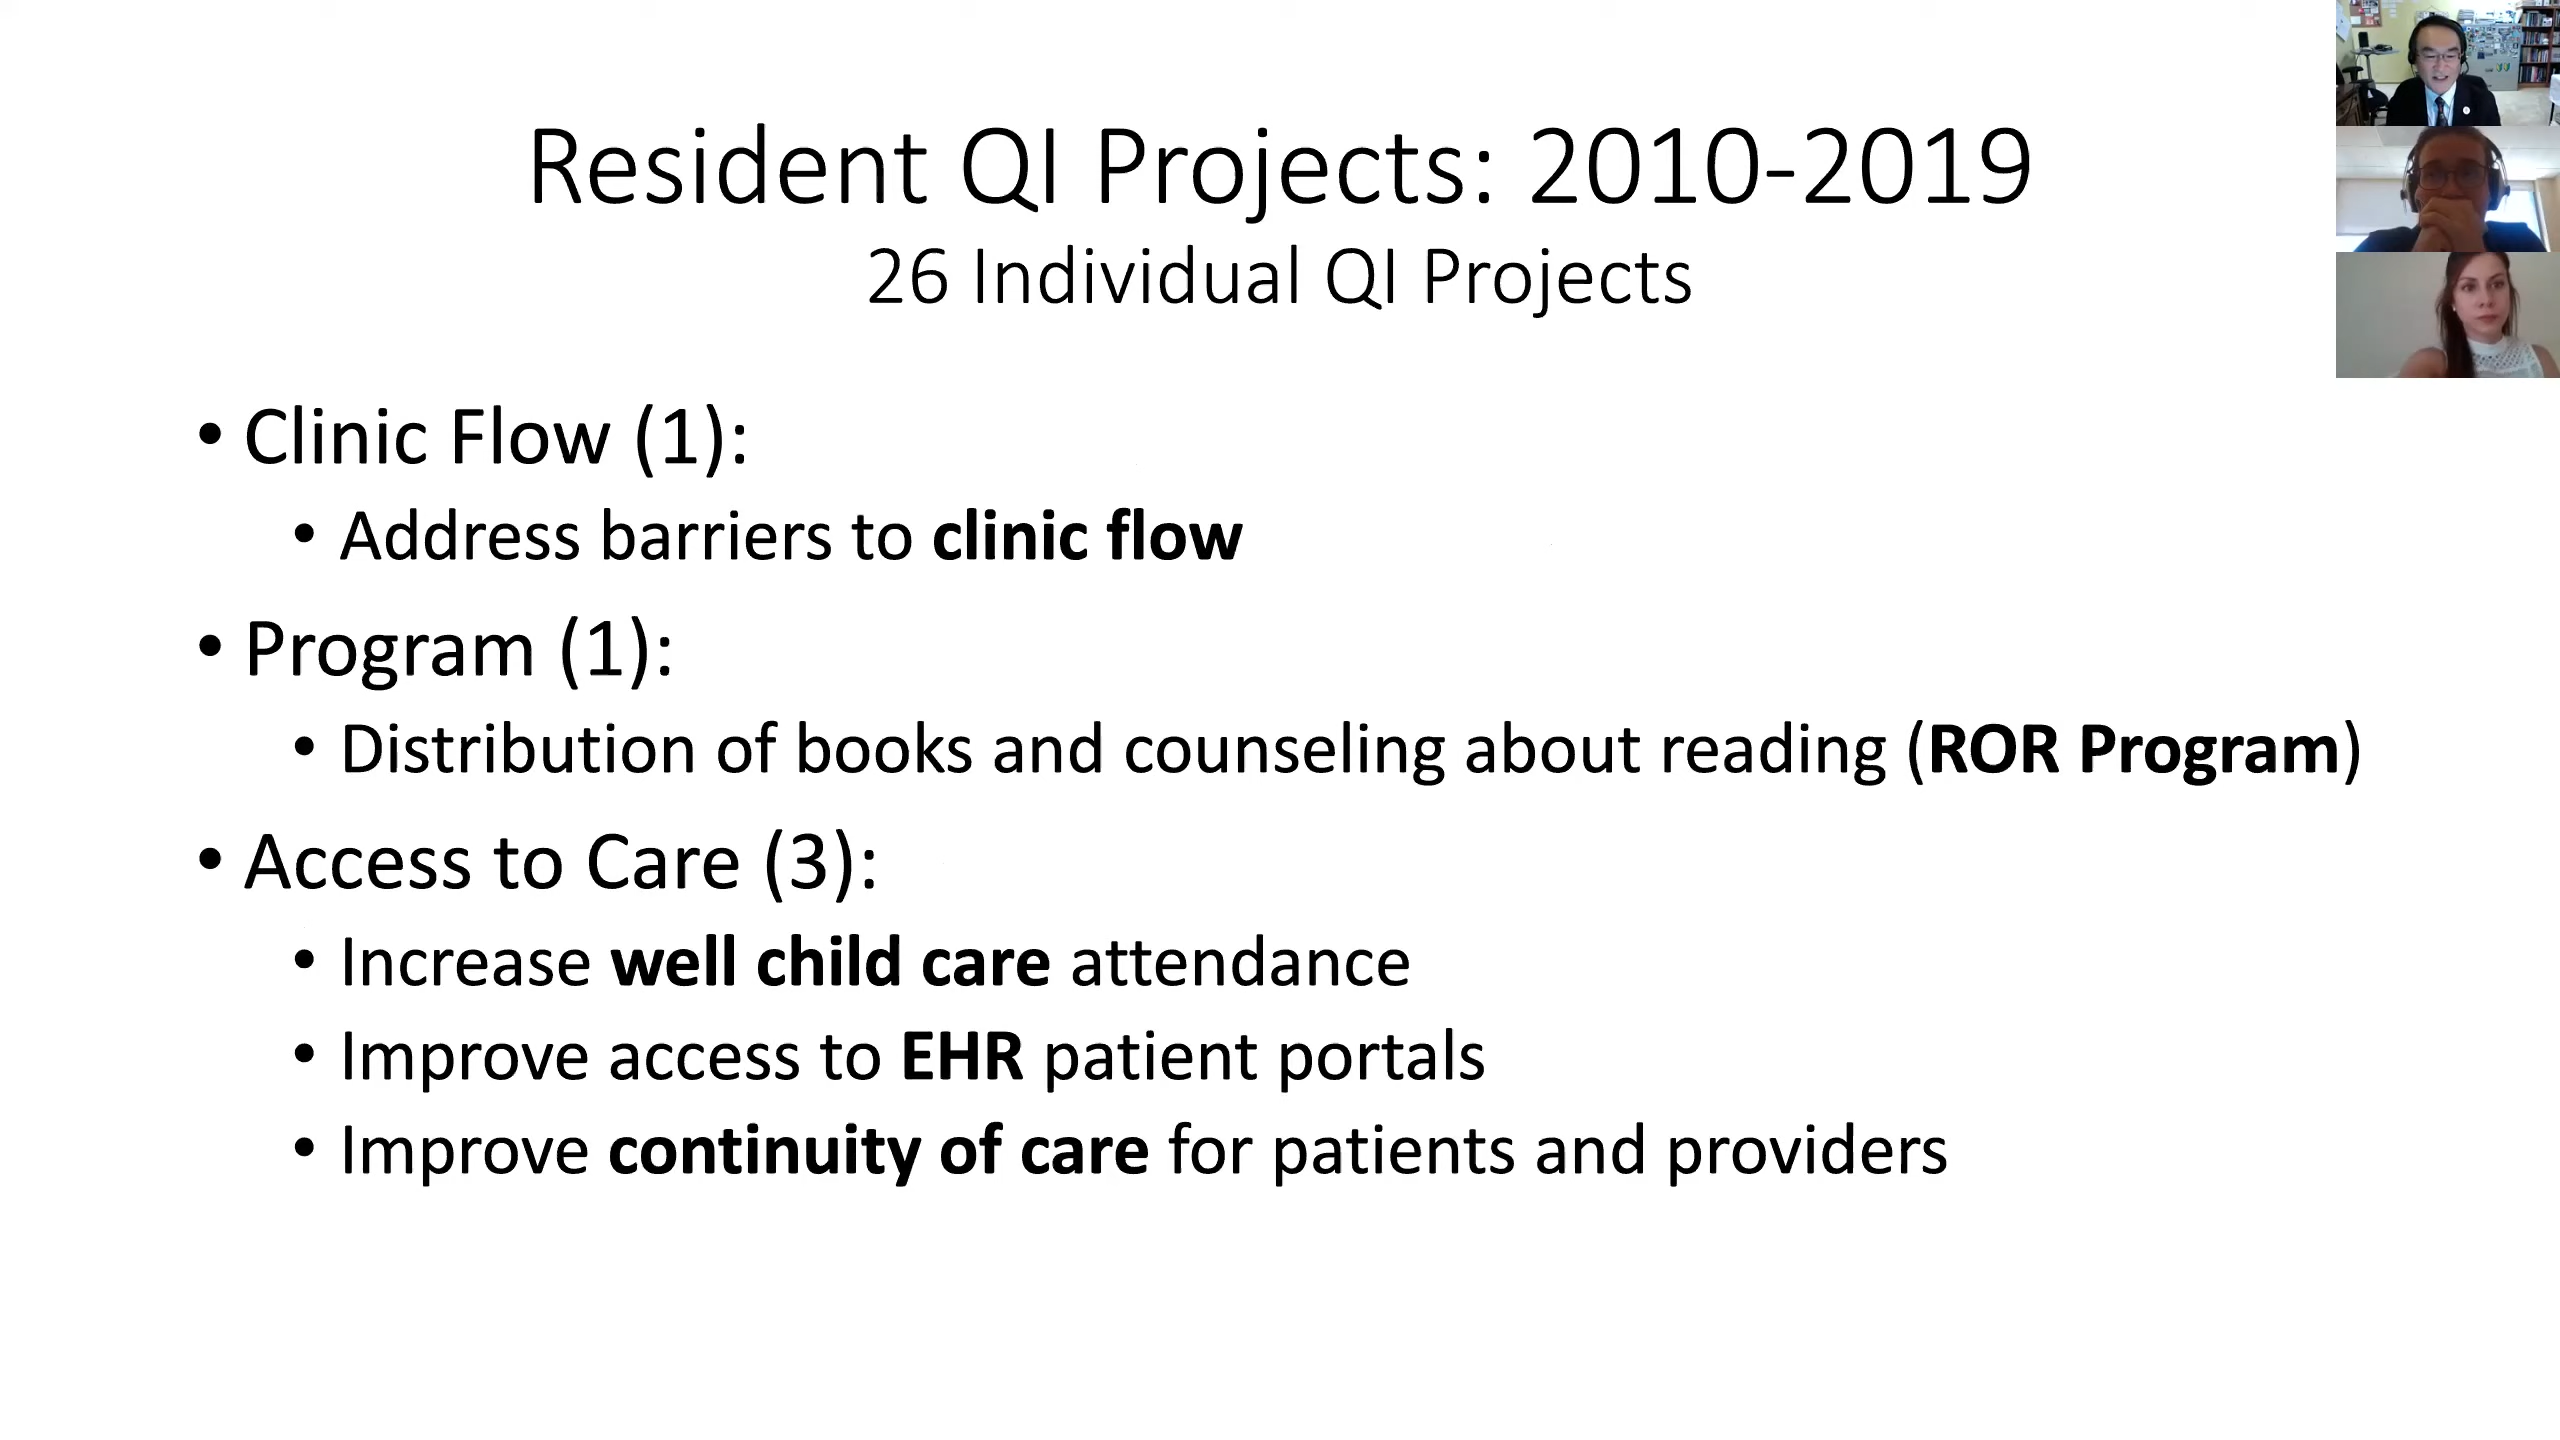 Resident QI Projects: 2010-2019
26 Individual QI Projects
• Clinic Flow (1):
• Address barriers to clinic flow
• Program (1):
• Distribution of books and counseling about reading (ROR Program)
• Access to Care (3):
• Increase well child care attendance
• Improve access to EHR patient portals
• Improve continuity of care for patients and providers